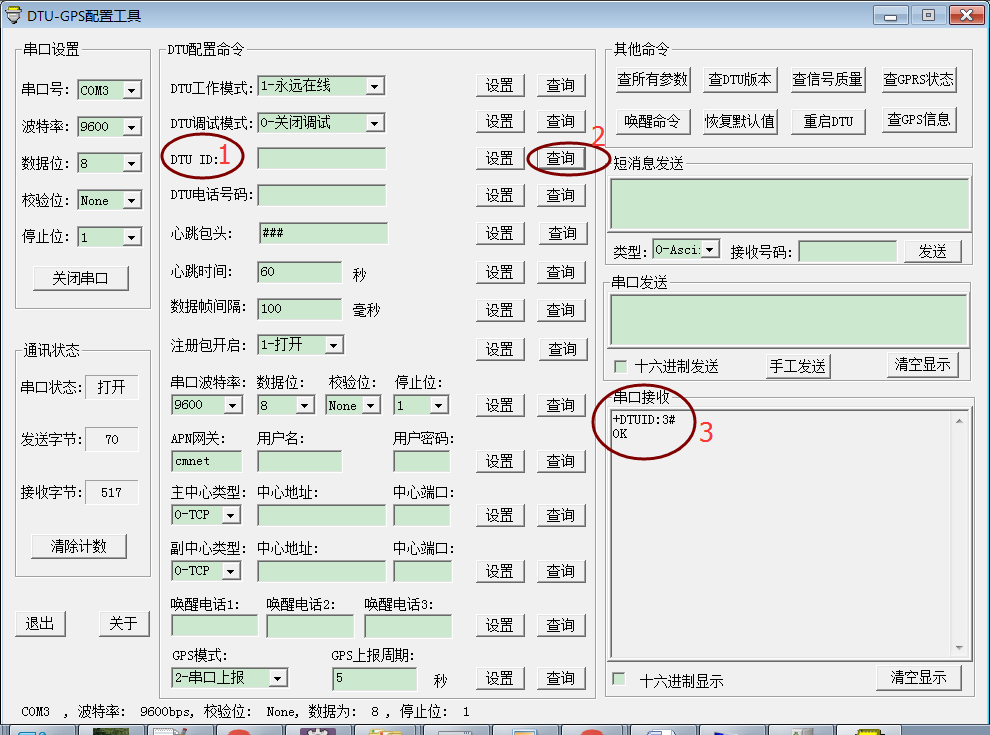 DTU-GPS配置工具
串口设置
串口号: COM3
波特率: 9600
数据位: 8
校验位: None
停止位: 1
关闭串口
通讯状态
串口状态: 打开
发送字节: 70
接收字节: 517
清除计数
退出 关于
DTU配置命令
DTU工作模式: 1-永远在线 设置 查询
DTU调试模式: 0-关闭调试 设置 查询
DTU ID: 1 设置 查询 2
DTU电话号码: 设置 查询
心跳包头: ### 设置 查询
心跳时间: 60 秒 设置 查询
数据帧间隔: 100 毫秒 设置 查询
注册包开启: 1-打开 设置 查询
串口波特率: 数据位: 校验位: 停止位:
9600 8 None 1 设置 查询
APN网关: 用户名: 用户密码:
cmnet 设置 查询
主中心类型: 中心地址: 中心端口:
0-TCP 设置 查询
副中心类型: 中心地址: 中心端口:
0-TCP 设置 查询
唤醒电话1: 唤醒电话2: 唤醒电话3:
设置 查询
GPS模式: GPS上报周期:
2-串口上报 5 秒 设置 查询
其他命令
查所有参数 查DTU版本 查信号质量 查GPRS状态
唤醒命令 恢复默认值 重启DTU 查GPS信息
短消息发送
类型: 0-Asci: 接收号码: 发送
串口发送
十六进制发送 手工发送 清空显示
串口接收
+DTUID:3#
OK
3
十六进制显示 清空显示
COM3 , 波特率: 9600bps, 校验位: None, 数据为: 8 , 停止位: 1